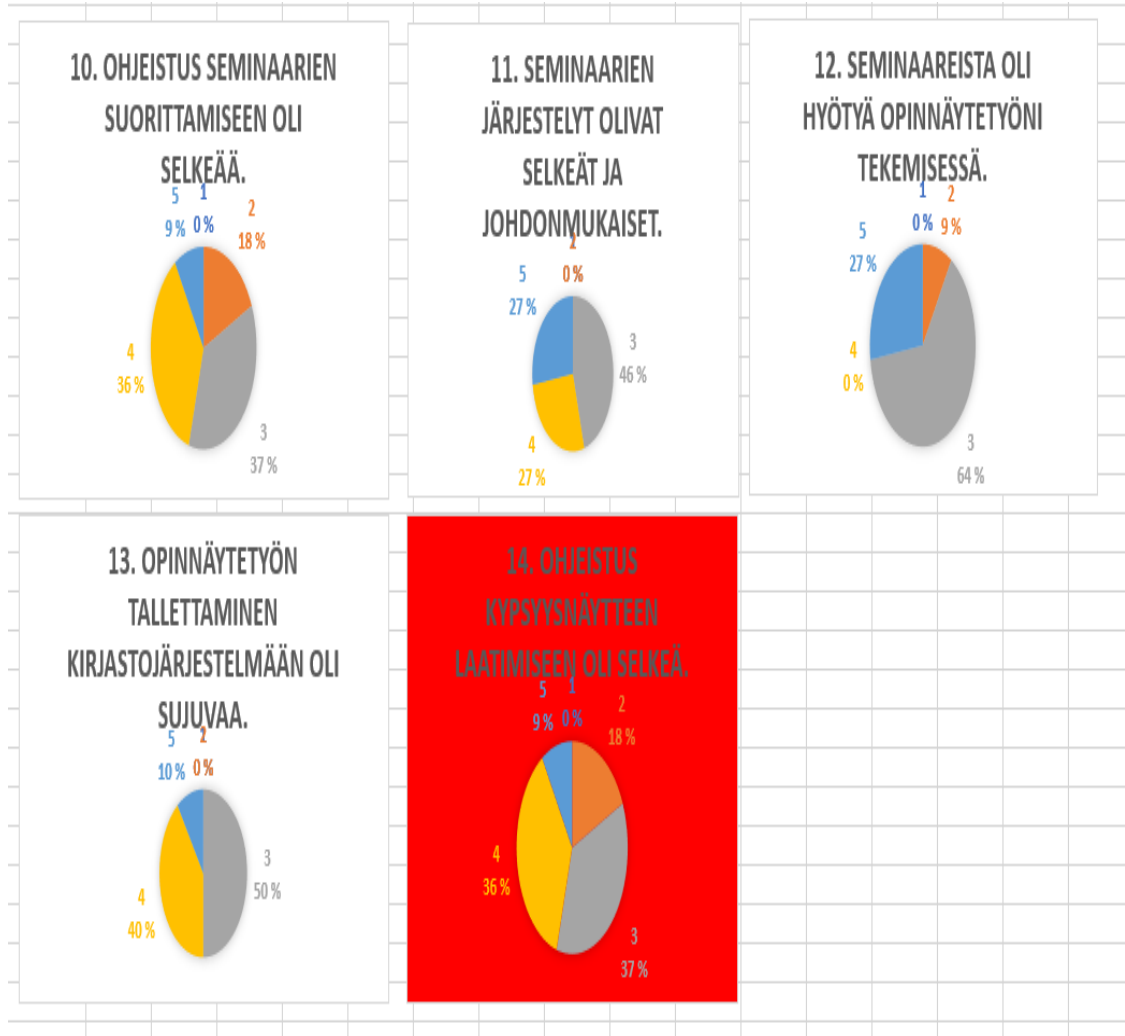 10. OHJEISTUS SEMINAARIEN
SUORITTAMISEEN OLI
SELKEÄÄ.
1
0 %
2
18 %
3
37 %
4
36 %
5
9 %
11. SEMINAARIEN
JÄRJESTELYT OLIVAT
SELKEÄT JA
JOHDONMUKAISET.
0 %
3
46 %
4
27 %
5
27 %
12. SEMINAAREISTA OLI
HYÖTYÄ OPINNÄYTETYÖNI
TEKEMISESSÄ.
1
0 %
2
9 %
3
64 %
4
0 %
5
27 %
13. OPINNÄYTETYÖN
TALLETTAMINEN
KIRJASTOJÄRJESTELMÄÄN OLI
SUJUVAA.
0 %
3
50 %
4
40 %
5
10 %
14. OHJEISTUS
KYPSYYSNÄYTTEEN
LAATIMISEEN OLI SELKEÄ.
1
0 %
2
18 %
3
37 %
4
36 %
5
9 %